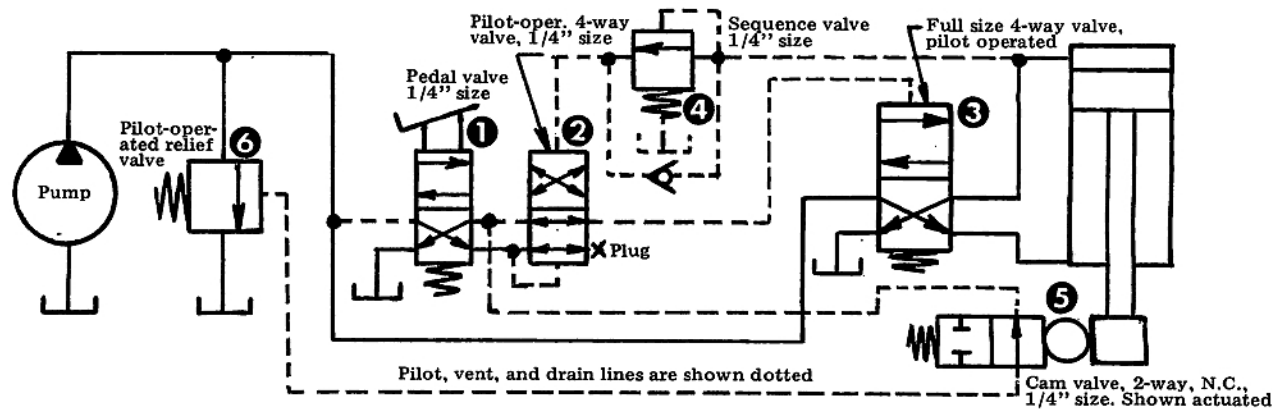 Pilot-oper. 4-way
valve, 1/4" size
Sequence valve
1/4" size
Full size 4-way valve,
pilot operated
Pedal valve
1/4" size
4
3
1
2
Pilot-oper-
ated relief
valve
6
Pump
X Plug
5
Pilot, vent, and drain lines are shown dotted
Cam valve, 2-way, N.C.,
1/4" size. Shown actuated